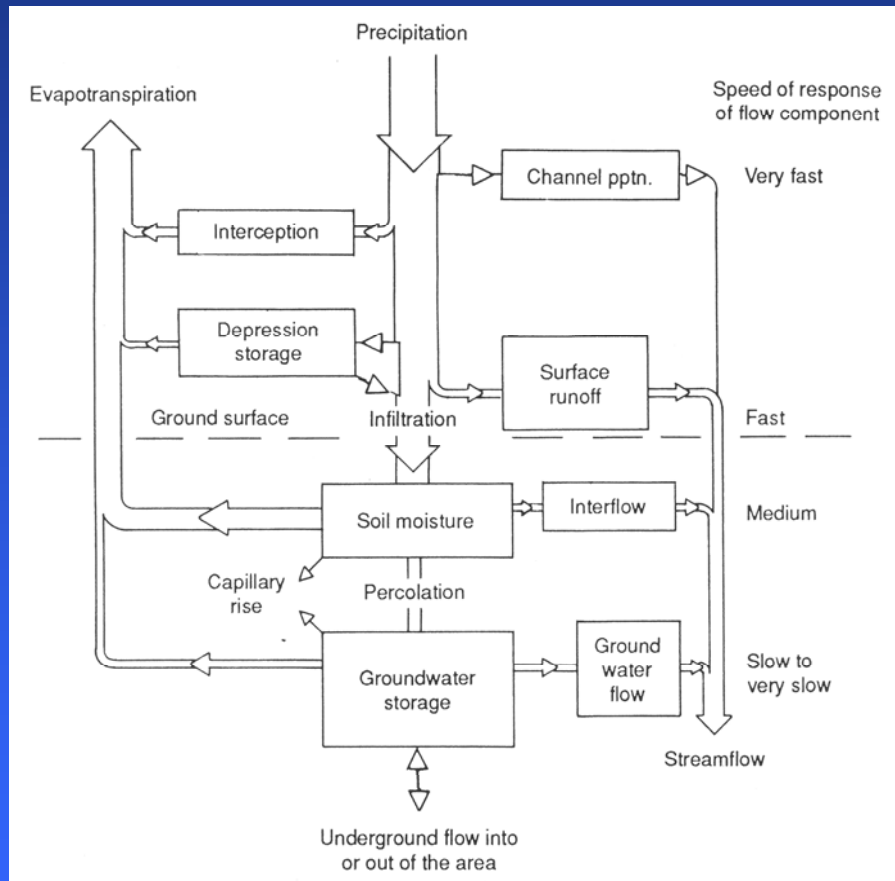 Precipitation
Evapotranspiration
Speed of response
of flow component
Channel pptn.
Very fast
Interception
Depression
storage
Surface
runoff
Ground surface
Infiltration
Fast
Soil moisture
Interflow
Medium
Capillary
rise
Percolation
Groundwater
storage
Ground
water
flow
Slow to
very slow
Streamflow
Underground flow into
or out of the area